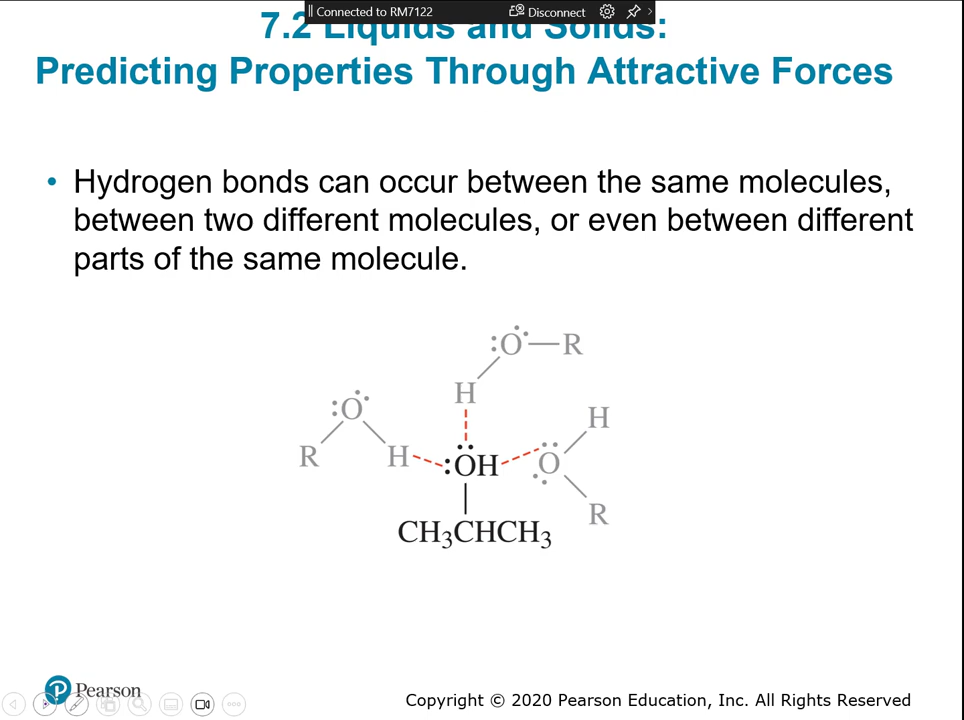 Connected to RM7122 Disconnect
7.2 Liquids and Solids:
Predicting Properties Through Attractive Forces
• Hydrogen bonds can occur between the same molecules,
between two different molecules, or even between different
parts of the same molecule.
:Ö—R
H
:Ö H
R H :ÖH O
R
CH₃CHCH₃
Pearson
Copyright © 2020 Pearson Education, Inc. All Rights Reserved